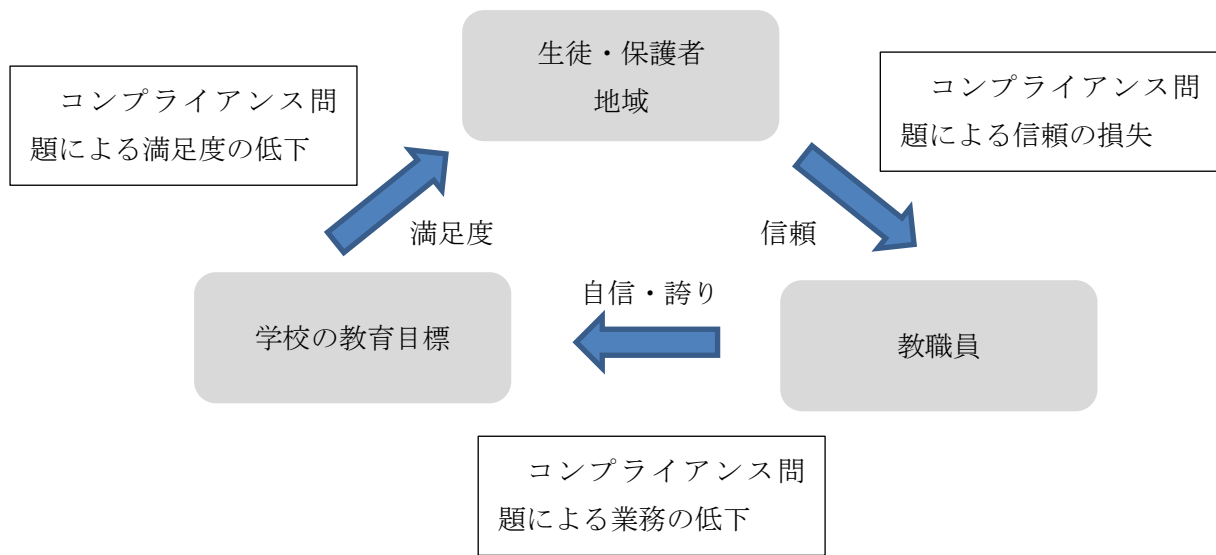 生徒・保護者
地域
コンプライアンス問
題による満足度の低下
コンプライアンス問
題による信頼の損失
満足度
信頼
学校の教育目標
自信・誇り
教職員
コンプライアンス問
題による業務の低下